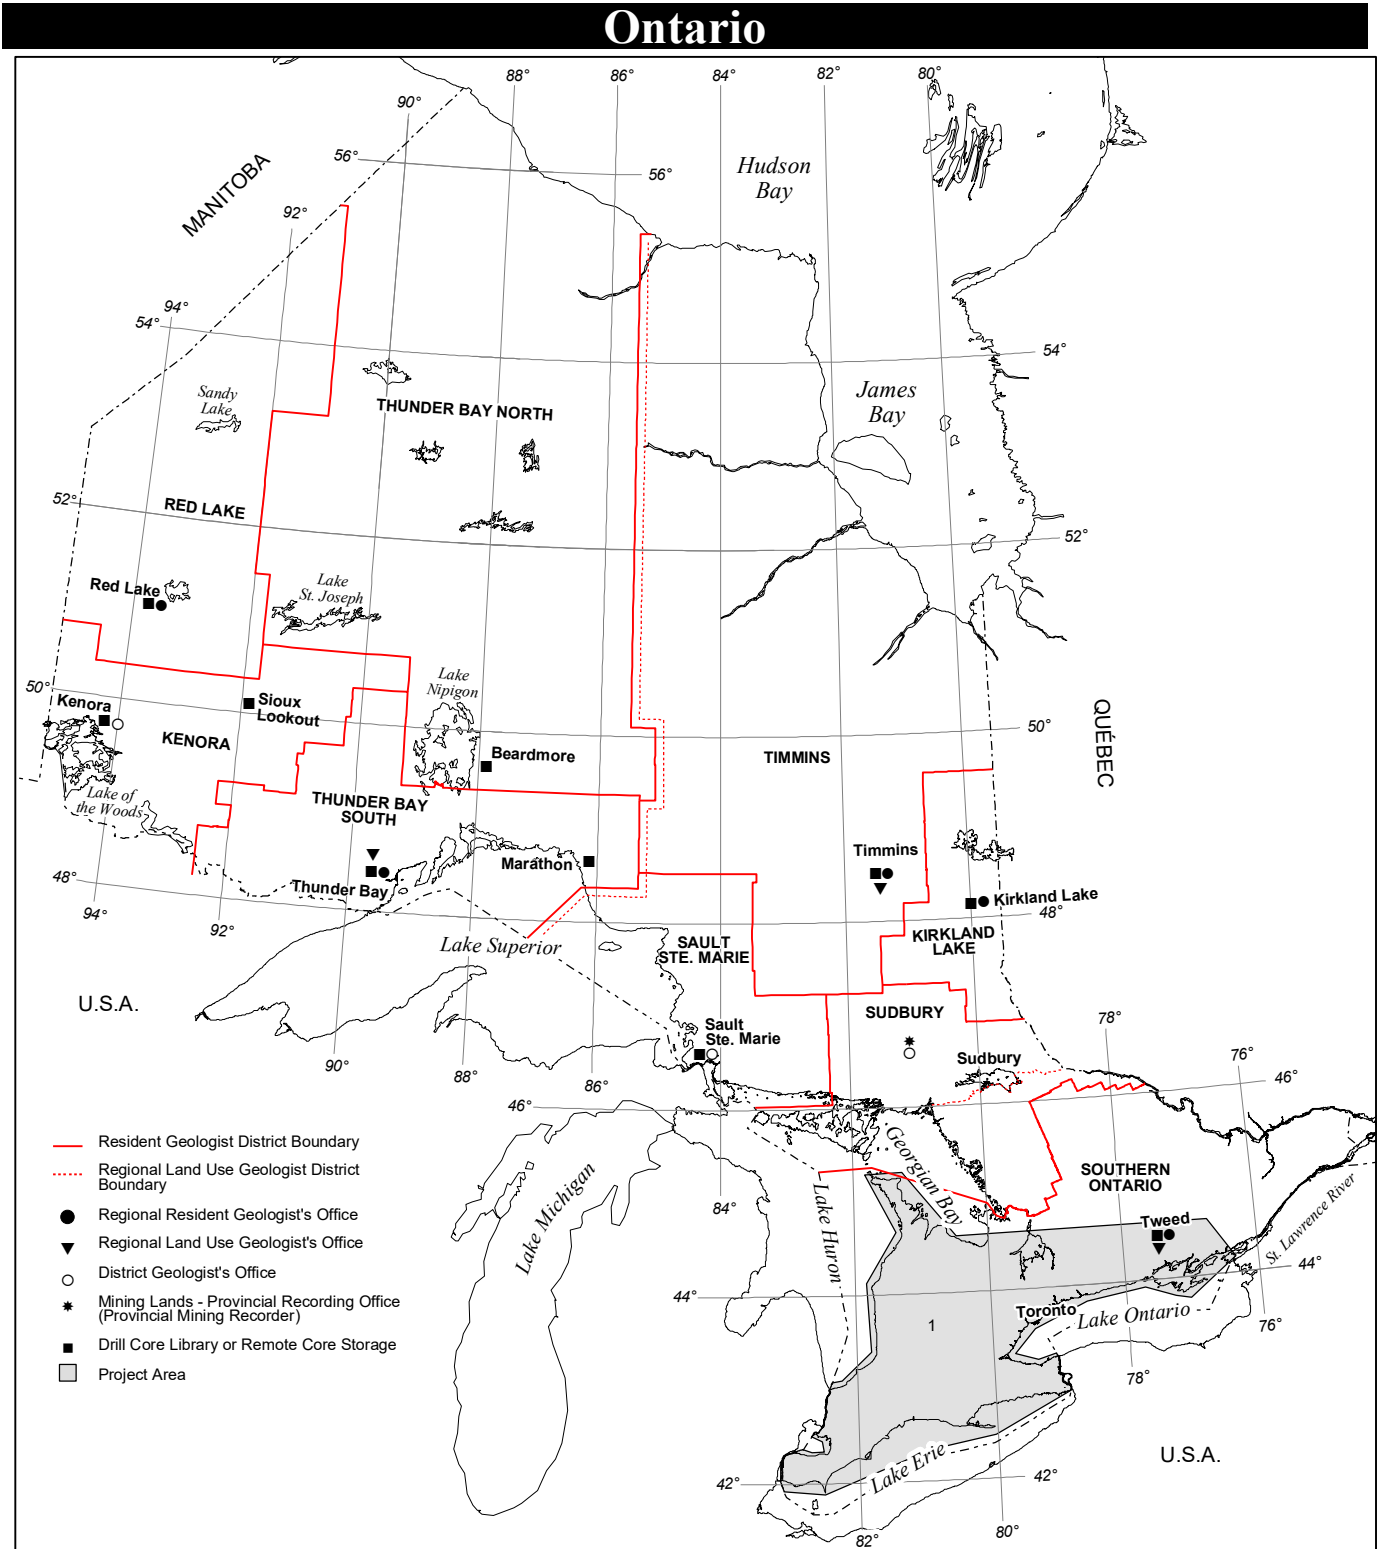 Ontario
88°
86°
84°
82°
80°
90°
56°
56°
Hudson
Bay
MANITOBA
92°
94°
54°
54°
Sandy
Lake
THUNDER BAY NORTH
James
Bay
52°
RED LAKE
52°
Red Lake
Lake
St. Joseph
50°
Kenora
Sioux
Lookout
Lake
Nipigon
50°
QUÉBEC
KENORA
Beardmore
TIMMINS
Lake of
the Woods
THUNDER BAY
SOUTH
Timmins
Marathon
48°
Thunder Bay
Kirkland Lake
48°
94°
92°
Lake Superior
SAULT
STE. MARIE
KIRKLAND
LAKE
U.S.A.
SUDBURY
Sault
Ste. Marie
Sudbury
78°
76°
90°
88°
86°
46°
46°
Resident Geologist District Boundary
Regional Land Use Geologist District
Boundary
Regional Resident Geologist's Office
Regional Land Use Geologist's Office
District Geologist's Office
Mining Lands - Provincial Recording Office
(Provincial Mining Recorder)
Drill Core Library or Remote Core Storage
Project Area
Lake Michigan
Georgian Bay
Lake Huron
SOUTHERN
ONTARIO
84°
Tweed
St. Lawrence River
44°
44°
Toronto
Lake Ontario
1
76°
78°
Lake Erie
U.S.A.
42°
42°
82°
80°